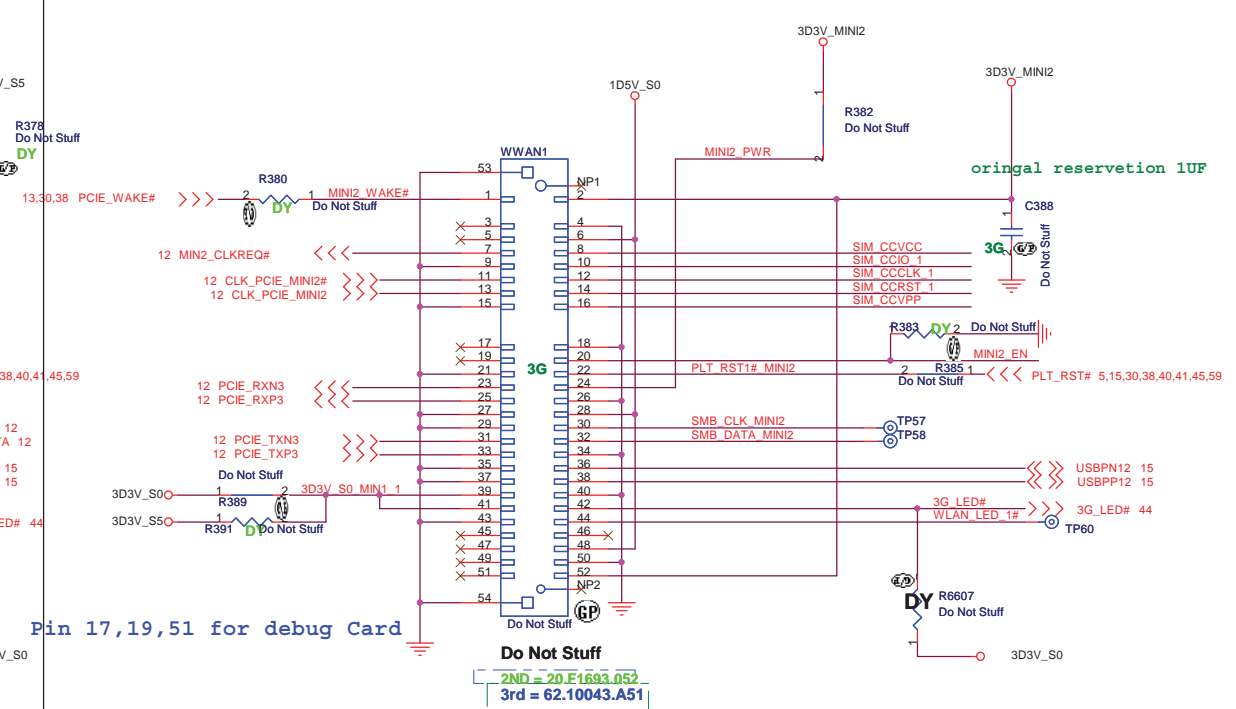 3D3V_MINI2
3D3V_MINI2
_S5
1D5V_S0
1
R382
Do Not Stuff
2
MINI2_PWR
R378
Do Not Stuff
DY
G/P
WWAN1
oringal reservetion 1UF
53
NP1
R380
13,30,38 PCIE_WAKE#
2
1
MINI2_WAKE#
DY
Do Not Stuff
1
2
1
C388
3
4
5
6
Do Not Stuff
3G
G/P
2
12 MIN2_CLKREQ#
7
8
SIM_CCVCC
9
10
SIM_CCIO_1
12 CLK_PCIE_MINI2#
11
12
SIM_CCCLK_1
12 CLK_PCIE_MINI2
13
14
SIM_CCRST_1
15
16
SIM_CCVPP
R383
DY
2
Do Not Stuff
17
18
19
20
MINI2_EN
3G
38,40,41,45,59
21
22
PLT_RST1#_MINI2
2
R385
1
PLT_RST# 5,15,30,38,40,41,45,59
Do Not Stuff
12 PCIE_RXN3
23
24
12 PCIE_RXP3
25
26
27
28
12
29
30
SMB_CLK_MINI2
TP57
TA 12
12 PCIE_TXN3
31
32
SMB_DATA_MINI2
TP58
12 PCIE_TXP3
33
34
15
35
36
USBPN12 15
15
Do Not Stuff
37
38
USBPP12 15
3D3V_S0
1
2
3D3V_S0_MIN1_1
39
40
R389
41
42
3G_LED#
3G_LED# 44
ED# 44
3D3V_S5
R391
DY
Do Not Stuff
43
44
WLAN_LED_1#
TP60
45
46
47
48
49
50
51
52
NP2
54
G/P
DY
R6607
Do Not Stuff
1
GP
Do Not Stuff
Pin 17,19,51 for debug Card
_S0
3D3V_S0
Do Not Stuff
2ND = 20.F1693.052
3rd = 62.10043.A51